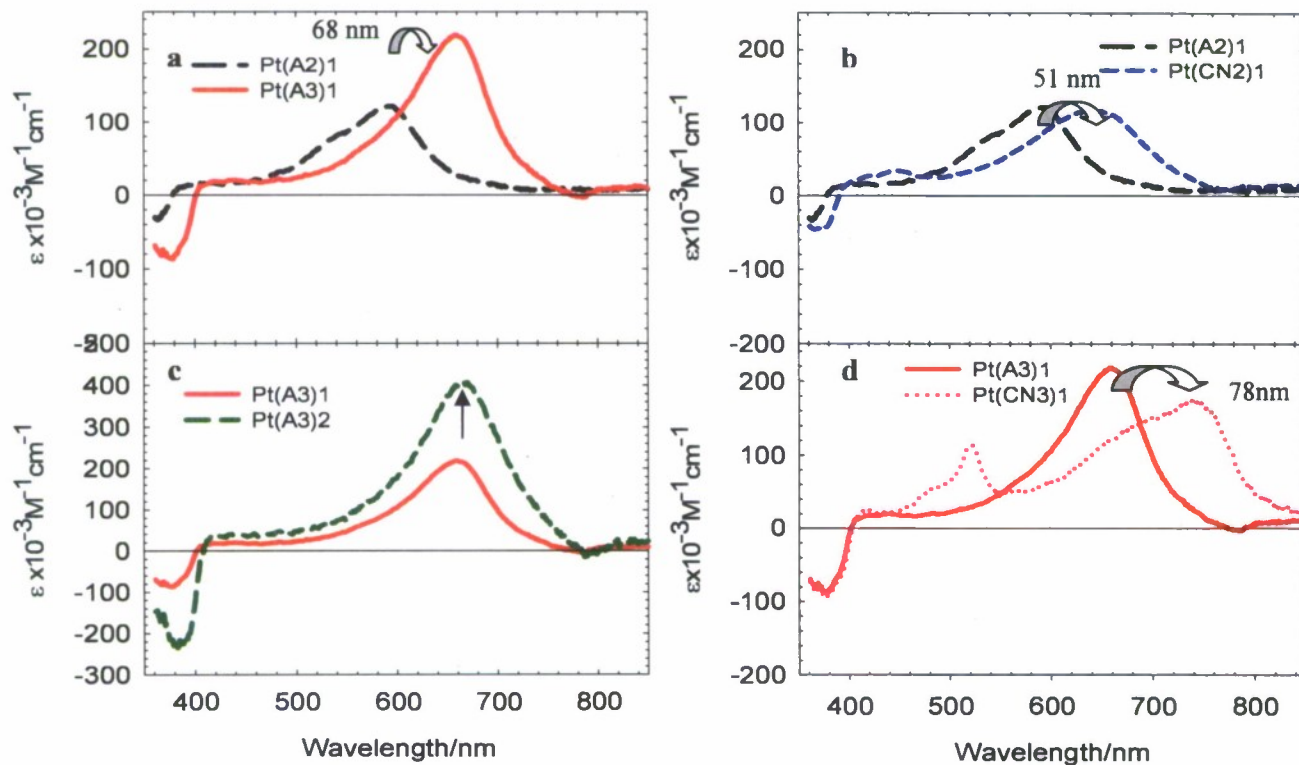 a
68 nm
Pt(A2)1
Pt(A3)1
200
100
0
-100
ε x10⁻³M⁻¹cm⁻¹
b
Pt(A2)1
Pt(CN2)1
51 nm
200
100
0
-100
-200
ε x10⁻³M⁻¹cm⁻¹
c
Pt(A3)1
Pt(A3)2
400
300
200
100
0
-100
-200
-300
ε x10⁻³M⁻¹cm⁻¹
400 500 600 700 800
Wavelength/nm
d
Pt(A3)1
Pt(CN3)1
78nm
200
100
0
-100
-200
ε x10⁻³M⁻¹cm⁻¹
400 500 600 700 800
Wavelength/nm